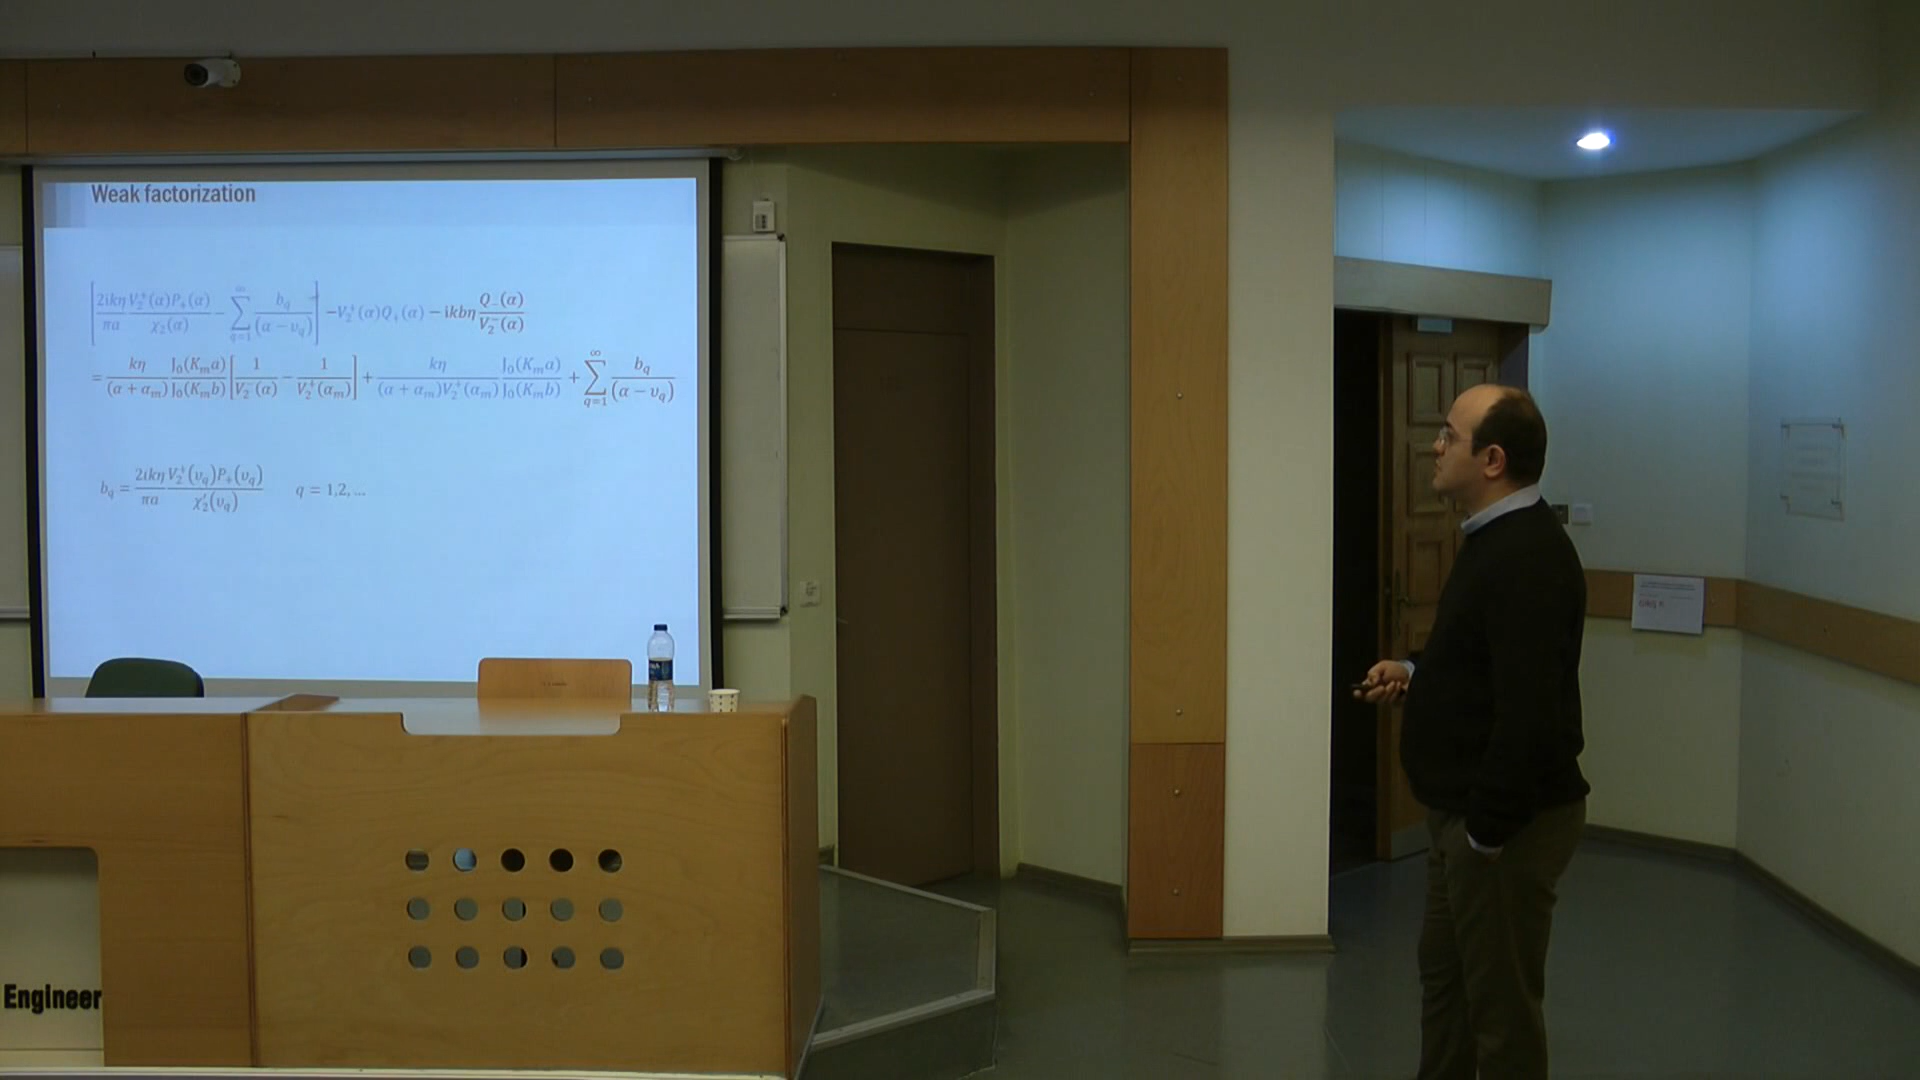 Weak factorization
[2ikη/πa V₂⁺(α)P₊(α)/χ₂(α) − ∑_{q=1}^{∞} b_q/(α − υ_q)] −V₂⁺(α)Q₊(α) − ikbη Q₋(α)/V₂⁻(α)
= kη/(α + α_m) J₀(K_m a)/J₀(K_m b) [1/V₂⁻(α) − 1/V₂⁺(α_m)] + kη/((α + α_m)V₂⁺(α_m)) J₀(K_m a)/J₀(K_m b) + ∑_{q=1}^{∞} b_q/(α − υ_q)
b_q = 2ikη/πa V₂⁺(υ_q)P₊(υ_q)/χ₂′(υ_q) q = 1,2, …
Engineer